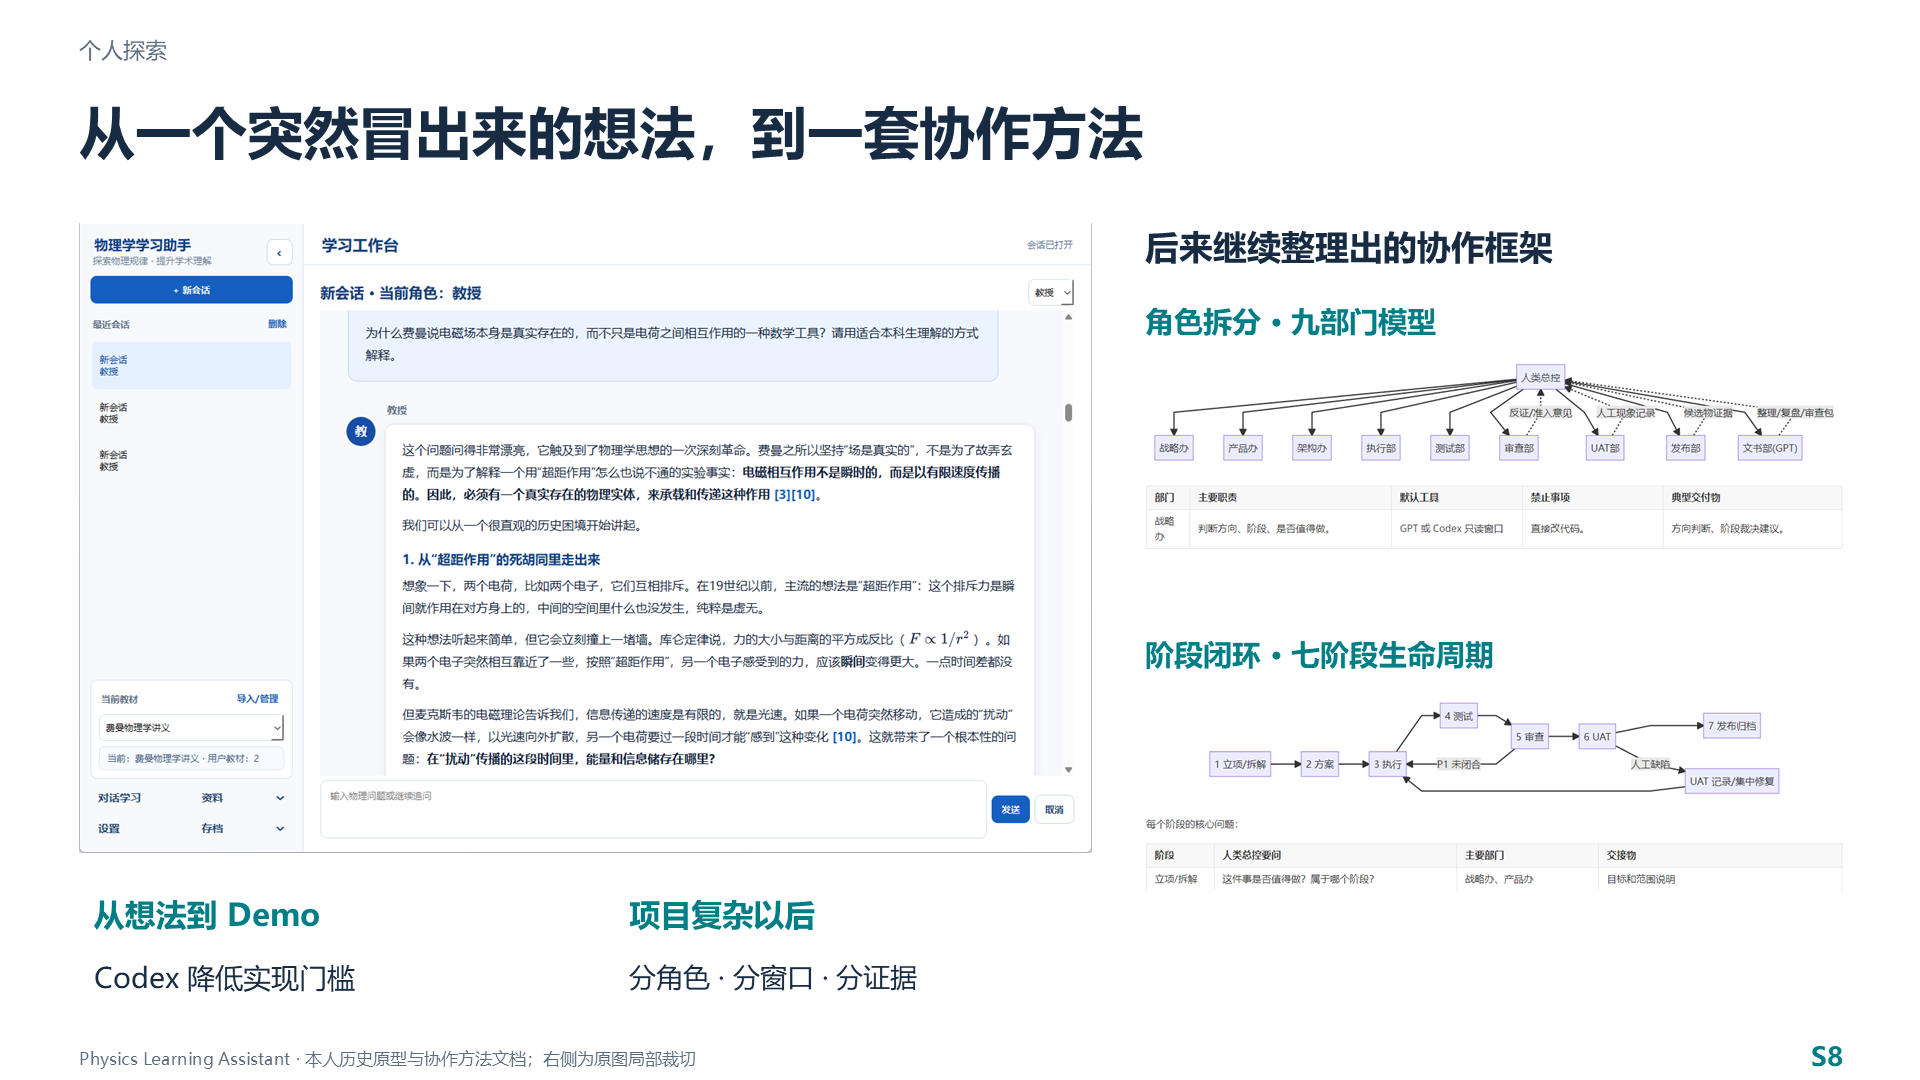 个人探索
从一个突然冒出来的想法，到一套协作方法
物理学学习助手
探索物理规律 · 提升学术理解
‹
+ 新会话
最近会话
删除
新会话
教授
新会话
教授
新会话
教授
当前教材
导入/管理
费曼物理学讲义
当前：费曼物理学讲义 · 用户教材：2
对话学习
资料
设置
存档
学习工作台
会话已打开
新会话 · 当前角色：教授
教授
为什么费曼说电磁场本身是真实存在的，而不只是电荷之间相互作用的一种数学工具？请用适合本科生理解的方式
解释。
教授
教
这个问题问得非常漂亮，它触及到了物理学思想的一次深刻革命。费曼之所以坚持“场是真实的”，不是为了故弄玄
虚，而是为了解释一个用“超距作用”怎么也说不通的实验事实：电磁相互作用不是瞬时的，而是以有限速度传播
的。因此，必须有一个真实存在的物理实体，来承载和传递这种作用 [3][10]。
我们可以从一个很直观的历史困境开始讲起。
1. 从“超距作用”的死胡同里走出来
想象一下，两个电荷，比如两个电子，它们互相排斥。在19世纪以前，主流的想法是“超距作用”：这个排斥力是瞬
间就作用在对方身上的，中间的空间里什么也没发生，纯粹是虚无。
这种想法听起来简单，但它会立刻撞上一堵墙。库仑定律说，力的大小与距离的平方成反比（ F ∝ 1/r² ）。如
果两个电子突然相互靠近了一些，按照“超距作用”，另一个电子感受到的力，应该瞬间变得更大。一点时间差都没
有。
但麦克斯韦的电磁理论告诉我们，信息传递的速度是有限的，就是光速。如果一个电荷突然移动，它造成的“扰动”
会像水波一样，以光速向外扩散，另一个电荷要过一段时间才能“感到”这种变化 [10]。这就带来了一个根本性的问
题：在“扰动”传播的这段时间里，能量和信息储存在哪里？
输入物理问题或继续追问
发送
取消
从想法到 Demo
Codex 降低实现门槛
项目复杂以后
分角色 · 分窗口 · 分证据
后来继续整理出的协作框架
角色拆分 · 九部门模型
人类总控
反证/准入意见
人工现象记录
候选物证据
整理/复盘/审查包
战略办
产品办
架构办
执行部
测试部
审查部
UAT部
发布部
文书部(GPT)
部门 主要职责 默认工具 禁止事项 典型交付物
战略
办
判断方向、阶段、是否值得做。 GPT 或 Codex 只读窗口 直接改代码。 方向判断、阶段裁决建议。
阶段闭环 · 七阶段生命周期
4 测试
7 发布归档
5 审查
6 UAT
1 立项/拆解
2 方案
3 执行
P1 未闭合
人工缺陷
UAT 记录/集中修复
每个阶段的核心问题：
阶段 人类总控要问 主要部门 交接物
立项/拆解 这件事是否值得做？属于哪个阶段？ 战略办、产品办 目标和范围说明
Physics Learning Assistant · 本人历史原型与协作方法文档；右侧为原图局部裁切
S8